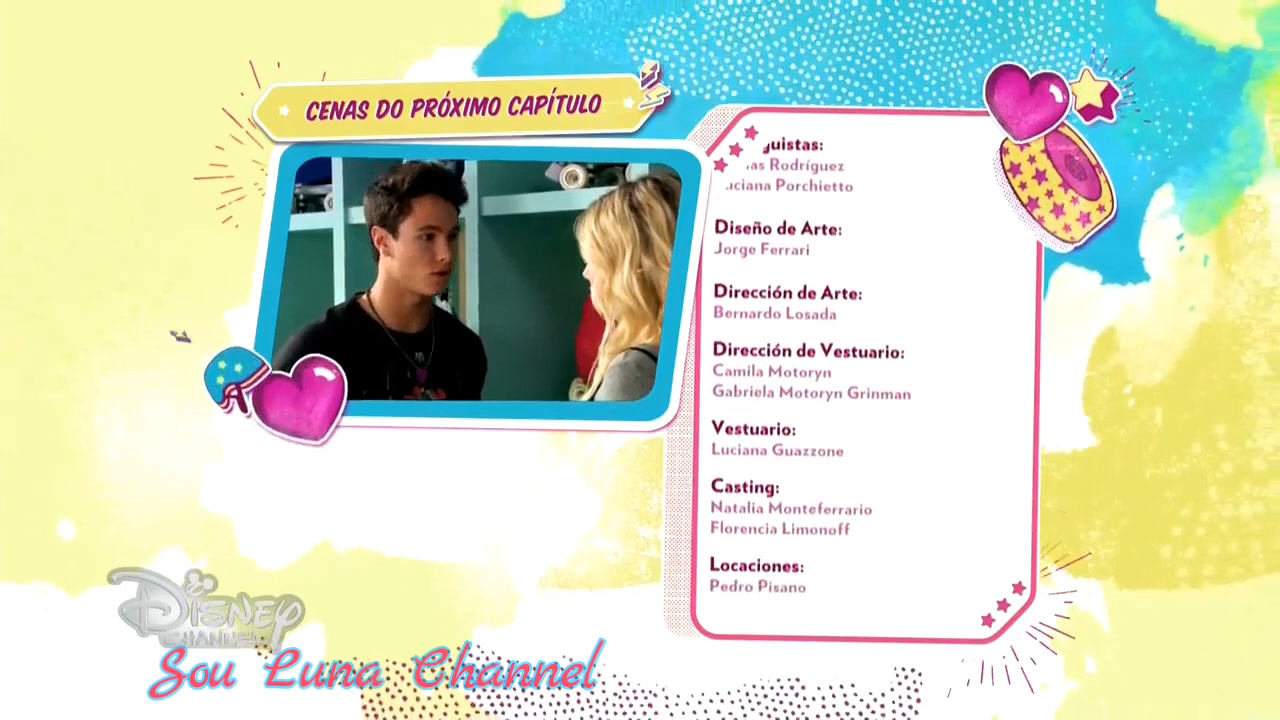 CENAS DO PRÓXIMO CAPÍTULO
Rodríguez
Porchietto
Diseño de Arte:
Jorge Ferrari
Dirección de Arte:
Bernardo Losada
Dirección de Vestuario:
Camila Motoryn
Gabriela Motoryn Grinman
Vestuario:
Luciana Guazzone
Casting:
Natalia Monteferrario
Florencia Limonoff
Locaciones:
Pedro Pisano
DISNEY
CHANNEL
Sou Luna Channel